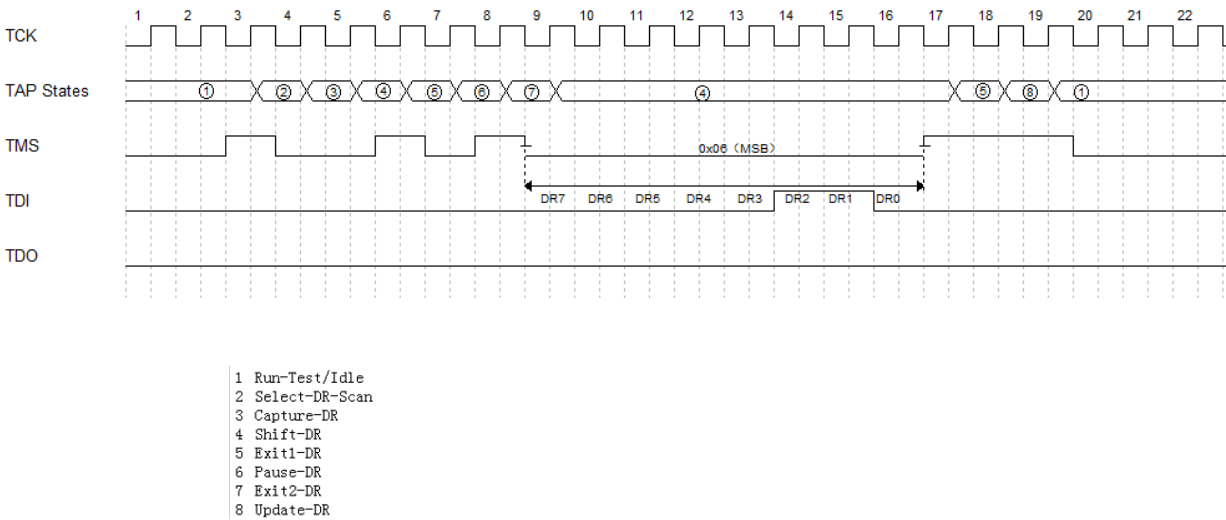 1 2 3 4 5 6 7 8 9 10 11 12 13 14 15 16 17 18 19 20 21 22
TCK
TAP States ① ② ③ ④ ⑤ ⑥ ⑦ ④ ⑤ ⑧ ①
TMS
0x06（MSB）
TDI
DR7 DR6 DR5 DR4 DR3 DR2 DR1 DR0
TDO
1 Run-Test/Idle
2 Select-DR-Scan
3 Capture-DR
4 Shift-DR
5 Exit1-DR
6 Pause-DR
7 Exit2-DR
8 Update-DR